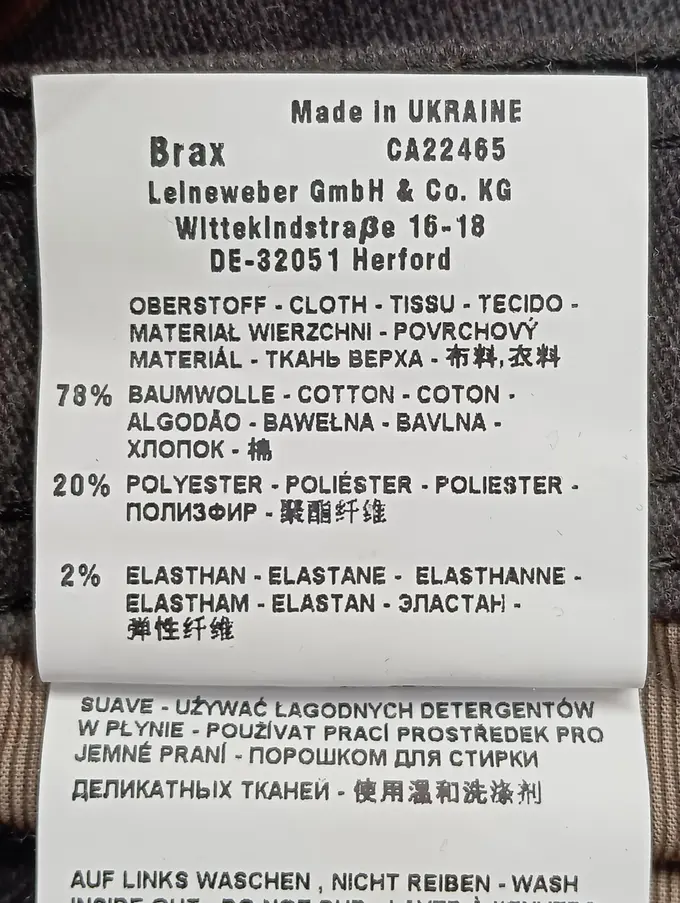 Made in UKRAINE
Brax CA22465
Leineweber GmbH & Co. KG
Wittekindstraße 16-18
DE-32051 Herford
OBERSTOFF - CLOTH - TISSU - TECIDO -
MATERIAŁ WIERZCHNI - POVRCHOVÝ
MATERIÁL - ТКАНЬ ВЕРХА - 布料,衣料
78% BAUMWOLLE - COTTON - COTON -
ALGODÃO - BAWEŁNA - BAVLNA -
ХЛОПОК - 棉
20% POLYESTER - POLIÉSTER - POLIESTER -
ПОЛИЗФИР - 聚酯纤维
2% ELASTHAN - ELASTANE - ELASTHANNE -
ELASTHAM - ELASTAN - ЭЛАСТАН -
弹性纤维
SUAVE - UŻYWAĆ ŁAGODNYCH DETERGENTÓW
W PŁYNIE - POUŽÍVAT PRACÍ PROSTŘEDEK PRO
JEMNÉ PRANÍ - ПОРОШКОМ ДЛЯ СТИРКИ
ДЕЛИКАТНЫХ ТКАНЕЙ - 使用温和洗涤剂
AUF LINKS WASCHEN , NICHT REIBEN - WASH